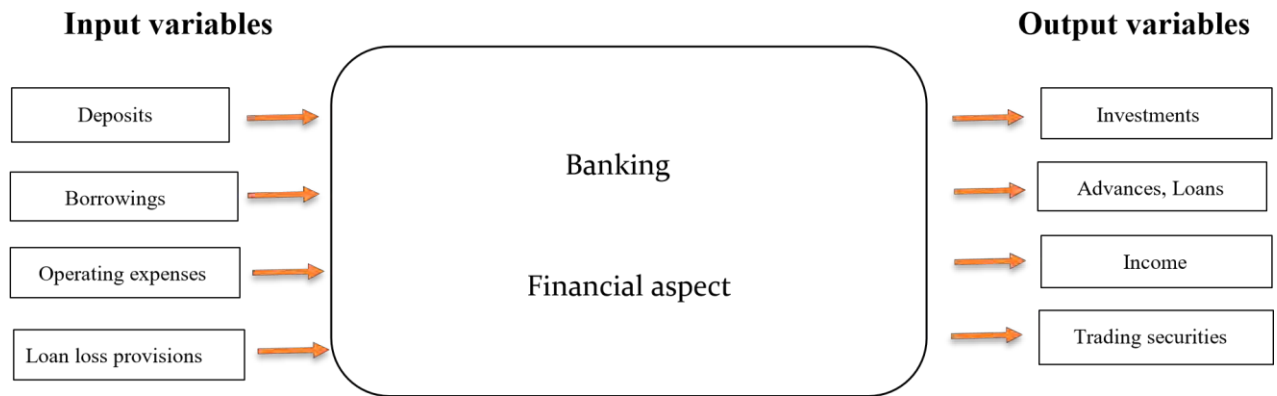 Input variables
Output variables
Deposits
Borrowings
Operating expenses
Loan loss provisions
Banking
Financial aspect
Investments
Advances, Loans
Income
Trading securities